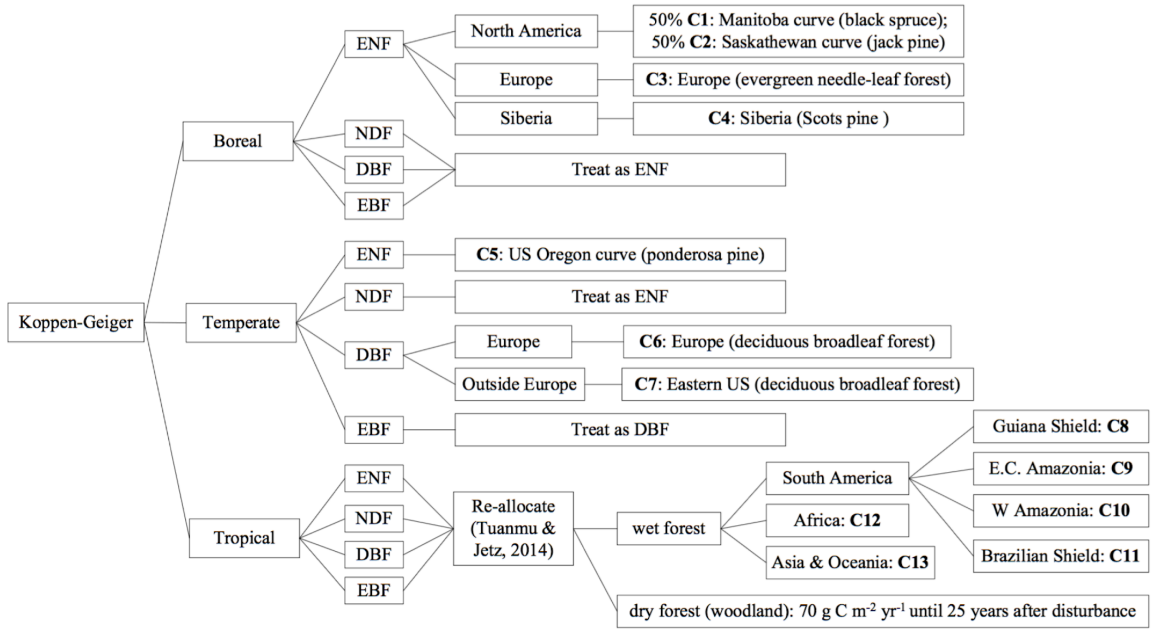 50% C1: Manitoba curve (black spruce);
50% C2: Saskathewan curve (jack pine)
North America
ENF
Europe
C3: Europe (evergreen needle-leaf forest)
Siberia
C4: Siberia (Scots pine )
Boreal
NDF
DBF
Treat as ENF
EBF
ENF
C5: US Oregon curve (ponderosa pine)
NDF
Treat as ENF
Koppen-Geiger
Temperate
DBF
Europe
C6: Europe (deciduous broadleaf forest)
Outside Europe
C7: Eastern US (deciduous broadleaf forest)
EBF
Treat as DBF
Guiana Shield: C8
ENF
South America
E.C. Amazonia: C9
Re-allocate
(Tuanmu &
Jetz, 2014)
NDF
wet forest
Africa: C12
W Amazonia: C10
Tropical
DBF
Asia & Oceania: C13
Brazilian Shield: C11
EBF
dry forest (woodland): 70 g C m-2 yr-1 until 25 years after disturbance